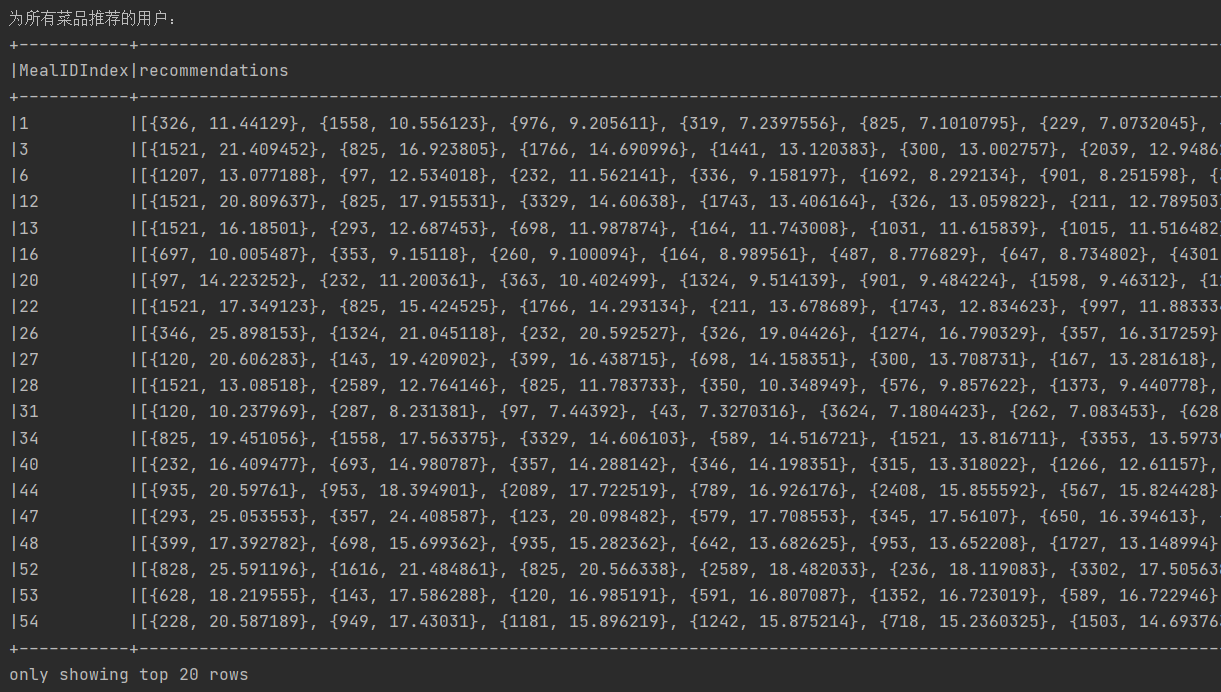 为所有菜品推荐的用户:
+-----------+------------------------------------------------------------------------------------------------------------
|MealIDIndex|recommendations
+-----------+------------------------------------------------------------------------------------------------------------
|1          |[{326, 11.44129}, {1558, 10.556123}, {976, 9.205611}, {319, 7.2397556}, {825, 7.1010795}, {229, 7.0732045},
|3          |[{1521, 21.409452}, {825, 16.923805}, {1766, 14.690996}, {1441, 13.120383}, {300, 13.002757}, {2039, 12.9486
|6          |[{1207, 13.077188}, {97, 12.534018}, {232, 11.562141}, {336, 9.158197}, {1692, 8.292134}, {901, 8.251598},
|12         |[{1521, 20.809637}, {825, 17.915531}, {3329, 14.60638}, {1743, 13.406164}, {326, 13.059822}, {211, 12.789503
|13         |[{1521, 16.18501}, {293, 12.687453}, {698, 11.987874}, {164, 11.743008}, {1031, 11.615839}, {1015, 11.516482
|16         |[{697, 10.005487}, {353, 9.15118}, {260, 9.100094}, {164, 8.989561}, {487, 8.776829}, {647, 8.734802}, {4301
|20         |[{97, 14.223252}, {232, 11.200361}, {363, 10.402499}, {1324, 9.514139}, {901, 9.484224}, {1598, 9.46312}, {1
|22         |[{1521, 17.349123}, {825, 15.424525}, {1766, 14.293134}, {211, 13.678689}, {1743, 12.834623}, {997, 11.88333
|26         |[{346, 25.898153}, {1324, 21.045118}, {232, 20.592527}, {326, 19.04426}, {1274, 16.790329}, {357, 16.317259}
|27         |[{120, 20.606283}, {143, 19.420902}, {399, 16.438715}, {698, 14.158351}, {300, 13.708731}, {167, 13.281618},
|28         |[{1521, 13.08518}, {2589, 12.764146}, {825, 11.783733}, {350, 10.348949}, {576, 9.857622}, {1373, 9.440778},
|31         |[{120, 10.237969}, {287, 8.231381}, {97, 7.44392}, {43, 7.3270316}, {3624, 7.1804423}, {262, 7.083453}, {628
|34         |[{825, 19.451056}, {1558, 17.563375}, {3329, 14.606103}, {589, 14.516721}, {1521, 13.816711}, {3353, 13.5973
|40         |[{232, 16.409477}, {693, 14.980787}, {357, 14.288142}, {346, 14.198351}, {315, 13.318022}, {1266, 12.61157},
|44         |[{935, 20.59761}, {953, 18.394901}, {2089, 17.722519}, {789, 16.926176}, {2408, 15.855592}, {567, 15.824428}
|47         |[{293, 25.053553}, {357, 24.408587}, {123, 20.098482}, {579, 17.708553}, {345, 17.56107}, {650, 16.394613},
|48         |[{399, 17.392782}, {698, 15.699362}, {935, 15.282362}, {642, 13.682625}, {953, 13.652208}, {1727, 13.148994}
|52         |[{828, 25.591196}, {1616, 21.484861}, {825, 20.566338}, {2589, 18.482033}, {236, 18.119083}, {3302, 17.50563
|53         |[{628, 18.219555}, {143, 17.586288}, {120, 16.985191}, {591, 16.807087}, {1352, 16.723019}, {589, 16.722946}
|54         |[{228, 20.587189}, {949, 17.43031}, {1181, 15.896219}, {1242, 15.875214}, {718, 15.2360325}, {1503, 14.69376
+-----------+------------------------------------------------------------------------------------------------------------
only showing top 20 rows